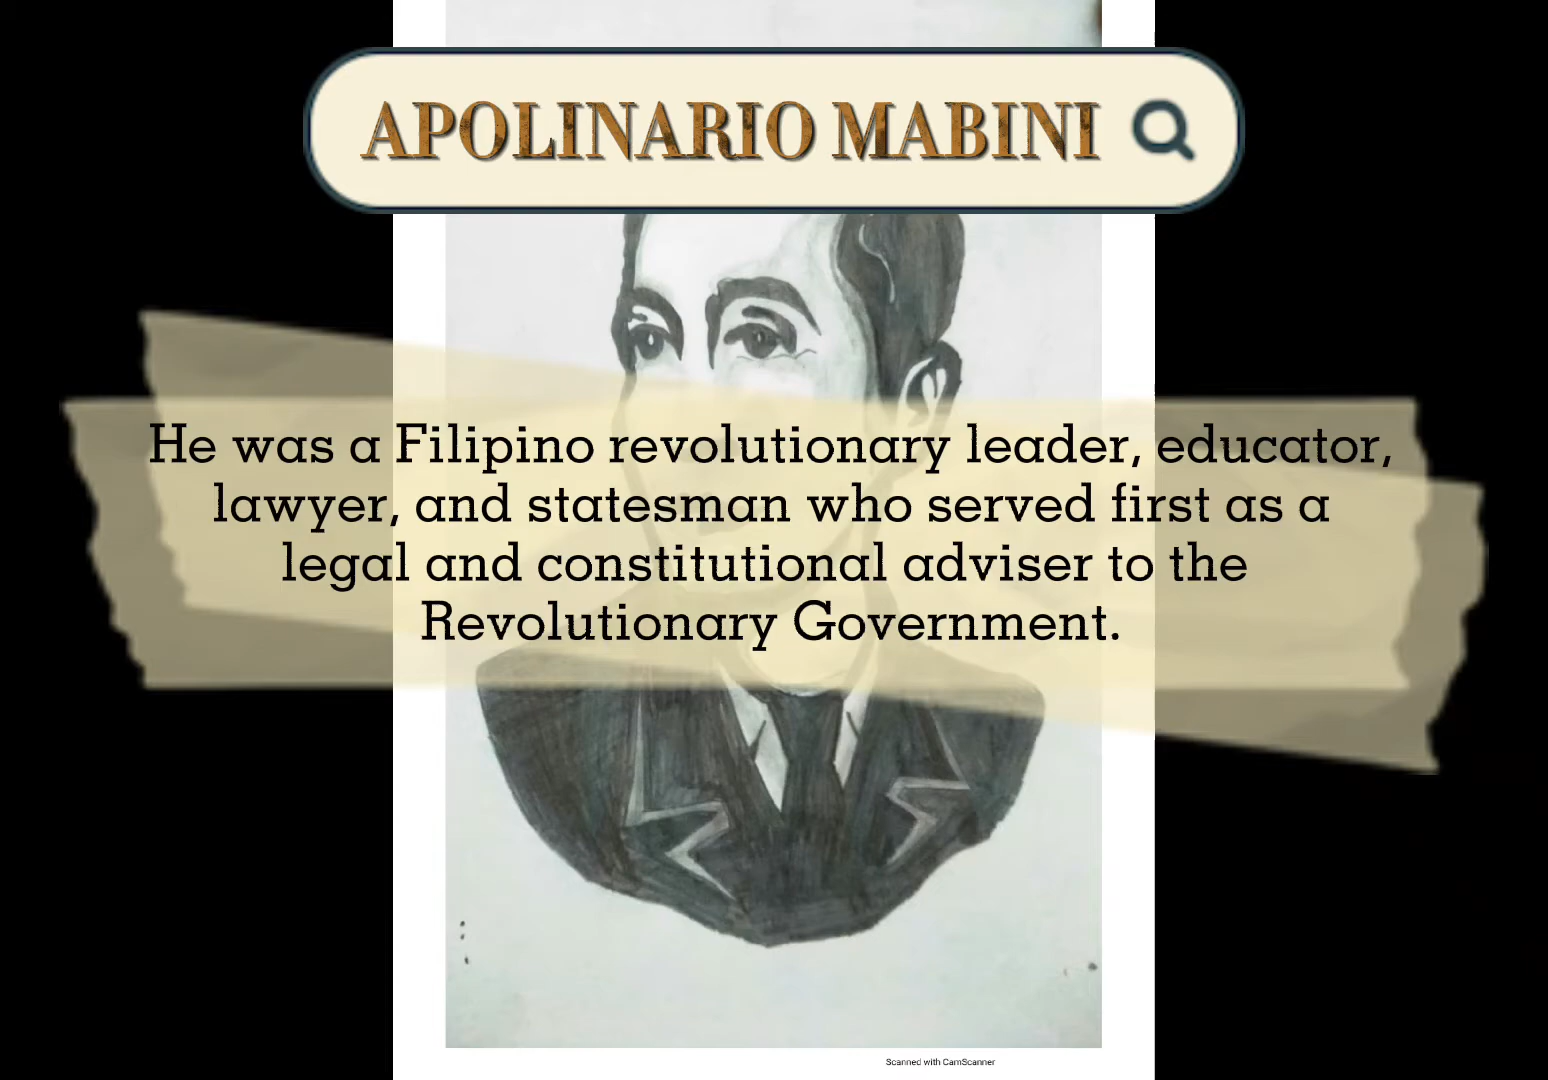 APOLINARIO MABINI
He was a Filipino revolutionary leader, educator,
lawyer, and statesman who served first as a
legal and constitutional adviser to the
Revolutionary Government.
Scanned with CamScanner